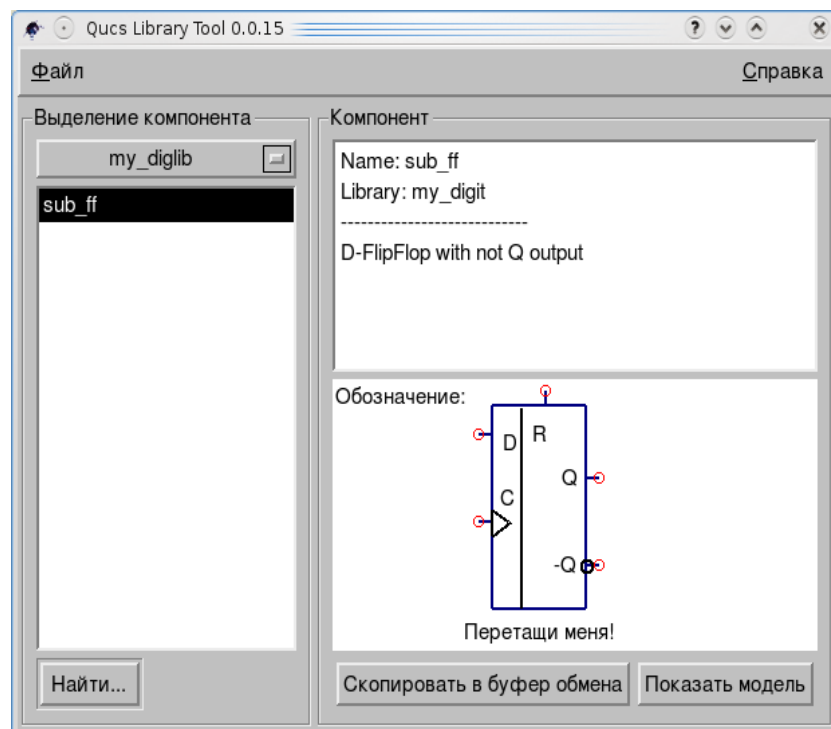 Qucs Library Tool 0.0.15
Файл
Справка
Выделение компонента
my_diglib
sub_ff
Найти...
Компонент
Name: sub_ff
Library: my_digit
----------------------------
D-FlipFlop with not Q output
Обозначение:
D
R
Q
C
-Q
Перетащи меня!
Скопировать в буфер обмена
Показать модель